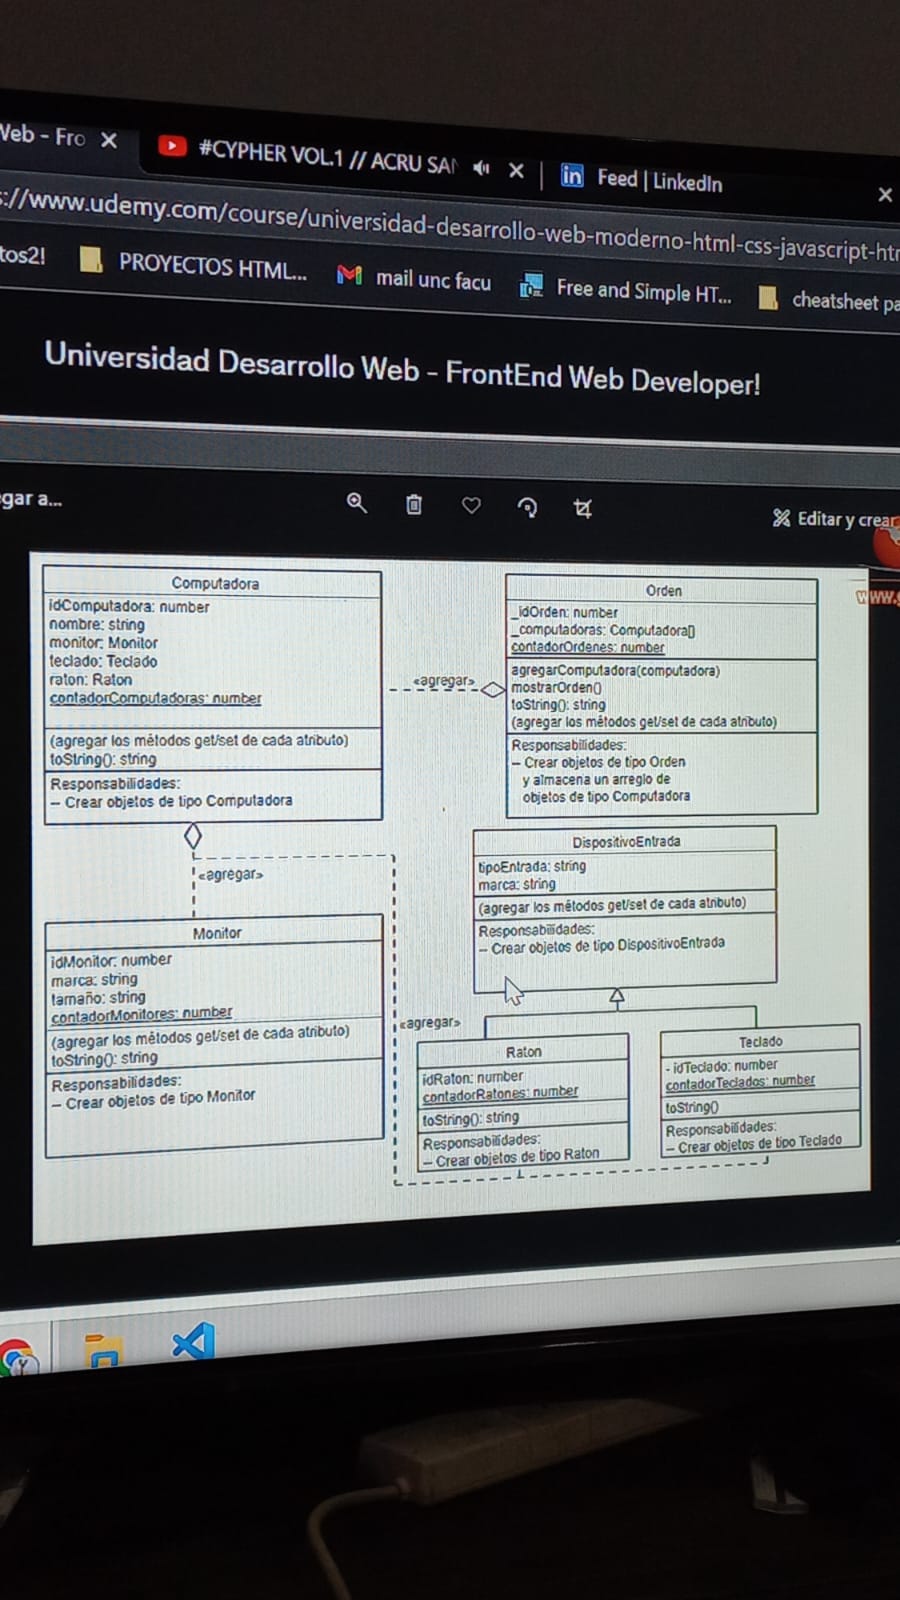 Web - Fro
#CYPHER VOL.1 // ACRU SAN
Feed | LinkedIn
s://www.udemy.com/course/universidad-desarrollo-web-moderno-html-css-javascript-htm
tos2!
PROYECTOS HTML...
mail unc facu
Free and Simple HT...
cheatsheet pa
Universidad Desarrollo Web - FrontEnd Web Developer!
gar a...
Editar y crear
www.g
Computadora
idComputadora: number
nombre: string
monitor: Monitor
teclado: Teclado
raton: Raton
contadorComputadoras: number
(agregar los métodos get/set de cada atributo)
toString(): string
Responsabilidades:
– Crear objetos de tipo Computadora
«agregar»
Orden
_idOrden: number
_computadoras: Computadora[]
contadorOrdenes: number
agregarComputadora(computadora)
mostrarOrden()
toString(): string
(agregar los métodos get/set de cada atributo)
Responsabilidades:
– Crear objetos de tipo Orden
y almacena un arreglo de
objetos de tipo Computadora
«agregar»
DispositivoEntrada
tipoEntrada: string
marca: string
(agregar los métodos get/set de cada atributo)
Responsabilidades:
– Crear objetos de tipo DispositivoEntrada
Monitor
idMonitor: number
marca: string
tamaño: string
contadorMonitores: number
(agregar los métodos get/set de cada atributo)
toString(): string
Responsabilidades:
– Crear objetos de tipo Monitor
«agregar»
Raton
idRaton: number
contadorRatones: number
toString(): string
Responsabilidades:
– Crear objetos de tipo Raton
Teclado
- idTeclado: number
contadorTeclados: number
toString()
Responsabilidades:
– Crear objetos de tipo Teclado